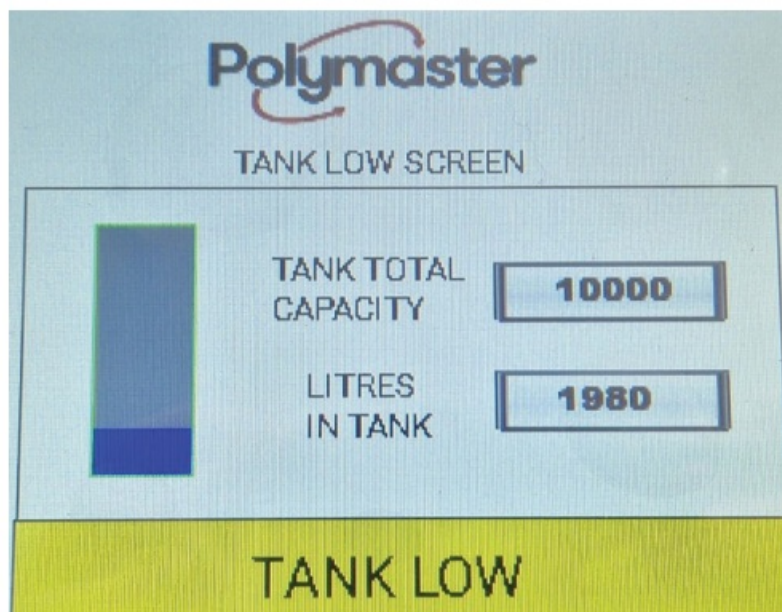 Polymaster
TANK LOW SCREEN
TANK TOTAL
CAPACITY
10000
LITRES
IN TANK
1980
TANK LOW